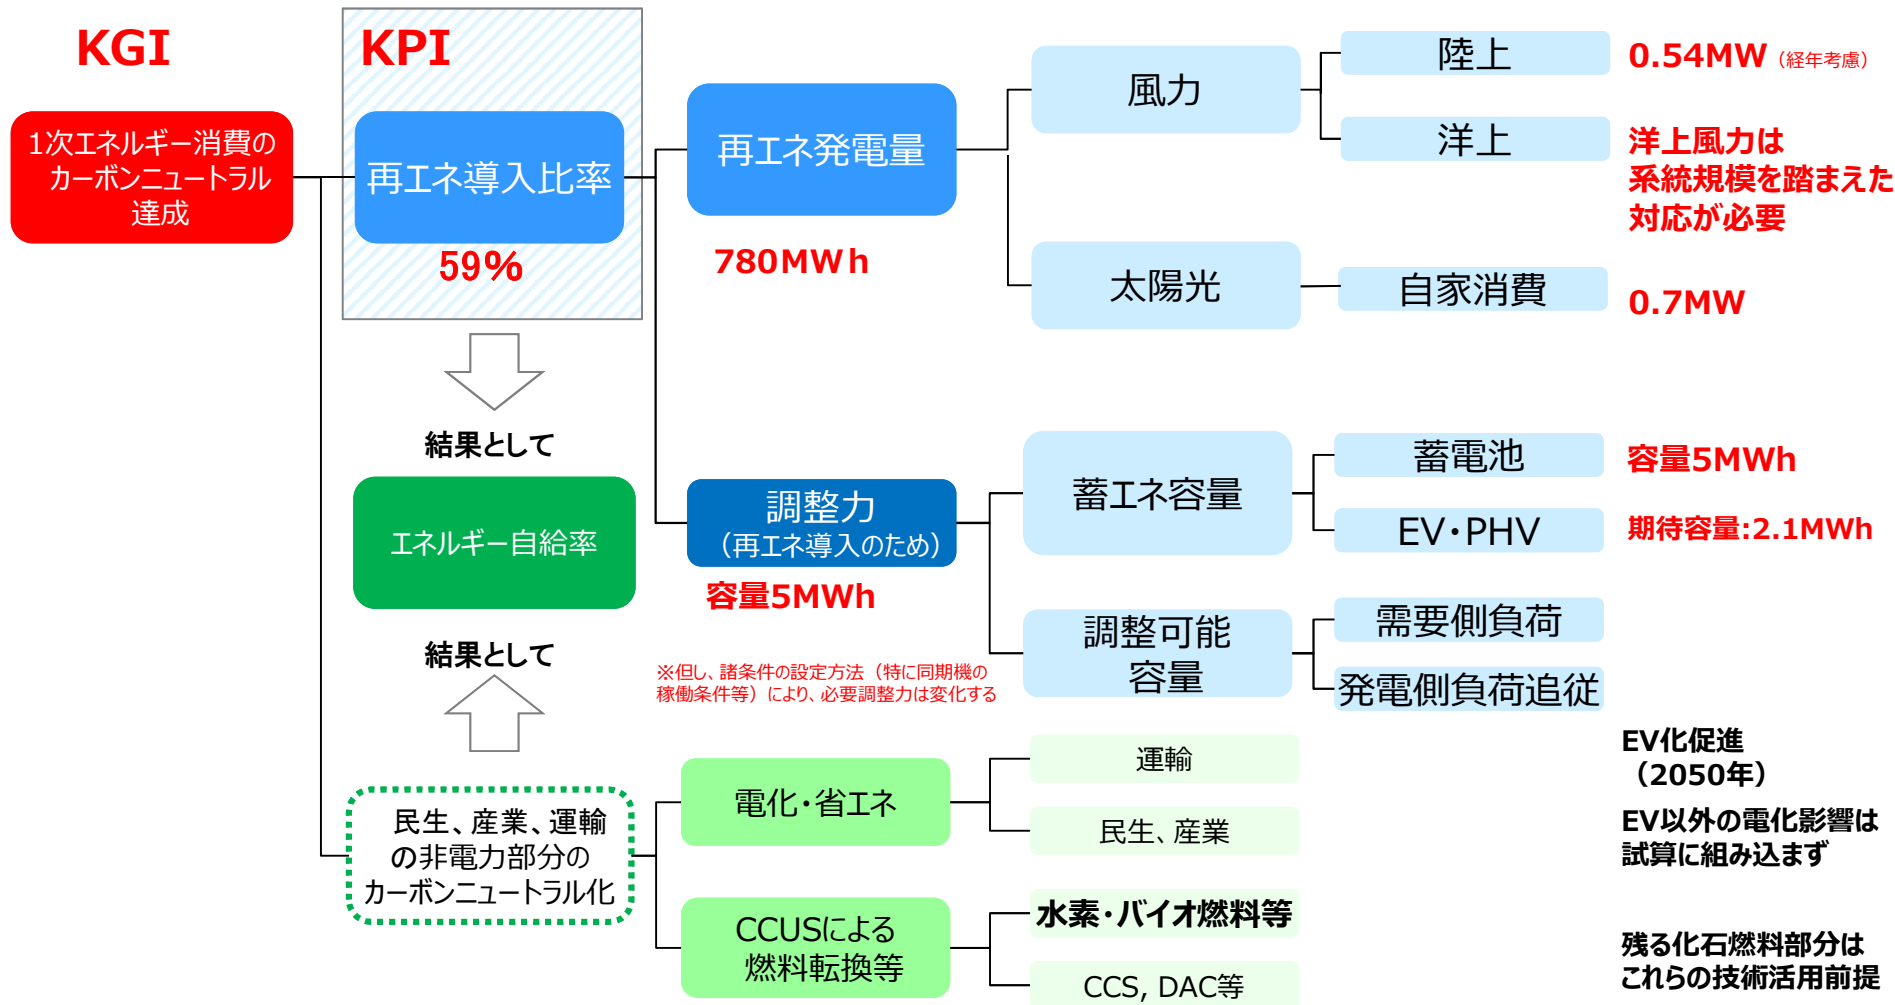 KGI
KPI
1次エネルギー消費の
カーボンニュートラル
達成
再エネ導入比率
59%
結果として
エネルギー自給率
結果として
民生、産業、運輸
の非電力部分の
カーボンニュートラル化
再エネ発電量
780MWｈ
風力
陸上
0.54MW（経年考慮）
洋上
洋上風力は
系統規模を踏まえた
対応が必要
太陽光
自家消費
0.7MW
調整力
（再エネ導入のため）
容量5MWh
※但し、諸条件の設定方法（特に同期機の
稼働条件等）により、必要調整力は変化する
蓄エネ容量
蓄電池
容量5MWh
EV・PHV
期待容量:2.1MWh
調整可能
容量
需要側負荷
発電側負荷追従
電化・省エネ
運輸
EV化促進
（2050年）
民生、産業
EV以外の電化影響は
試算に組み込まず
CCUSによる
燃料転換等
水素・バイオ燃料等
CCS, DAC等
残る化石燃料部分は
これらの技術活用前提